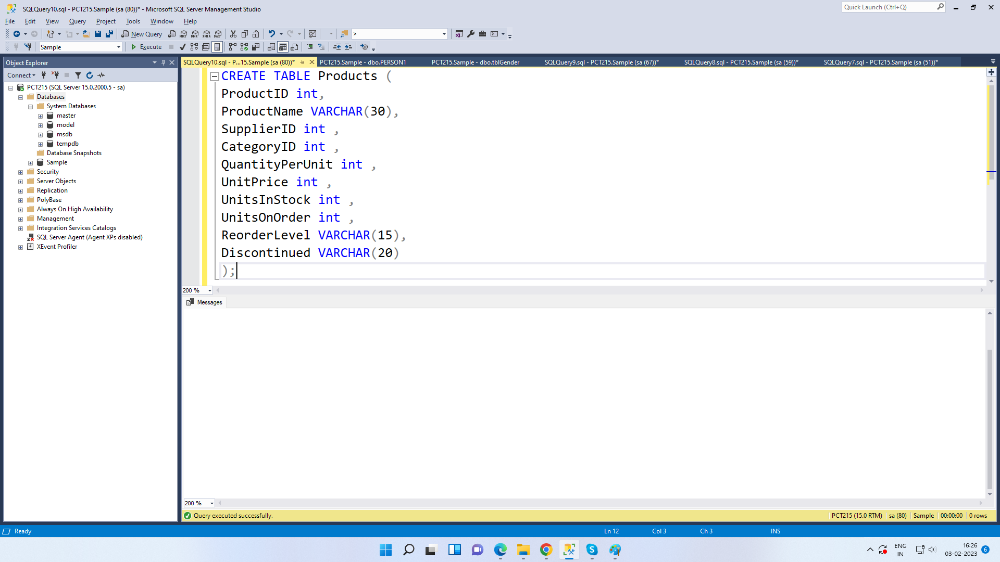 SQLQuery10.sql - PCT215.Sample (sa (80))* - Microsoft SQL Server Management Studio
Quick Launch (Ctrl+Q)
File Edit View Query Project Tools Window Help
New Query MDX DMX XMLA DAX >
Sample Execute
Object Explorer
SQLQuery10.sql - P...15.Sample (sa (80))* PCT215.Sample - dbo.PERSON1 PCT215.Sample - dbo.tblGender SQLQuery9.sql - PCT215.Sample (sa (67))* SQLQuery8.sql - PCT215.Sample (sa (59))* SQLQuery7.sql - PCT215.Sample (sa (51))*
Connect
PCT215 (SQL Server 15.0.2000.5 - sa)
Databases
System Databases
master
model
msdb
tempdb
Database Snapshots
Sample
Security
Server Objects
Replication
PolyBase
Always On High Availability
Management
Integration Services Catalogs
SQL Server Agent (Agent XPs disabled)
XEvent Profiler
CREATE TABLE Products (
ProductID int,
ProductName VARCHAR(30),
SupplierID int ,
CategoryID int ,
QuantityPerUnit int ,
UnitPrice int ,
UnitsInStock int ,
UnitsOnOrder int ,
ReorderLevel VARCHAR(15),
Discontinued VARCHAR(20)
);
200 %
Messages
200 %
Query executed successfully. PCT215 (15.0 RTM) sa (80) Sample 00:00:00 0 rows
Ready Ln 12 Col 3 Ch 3 INS
ENG
IN
16:26
03-02-2023
6